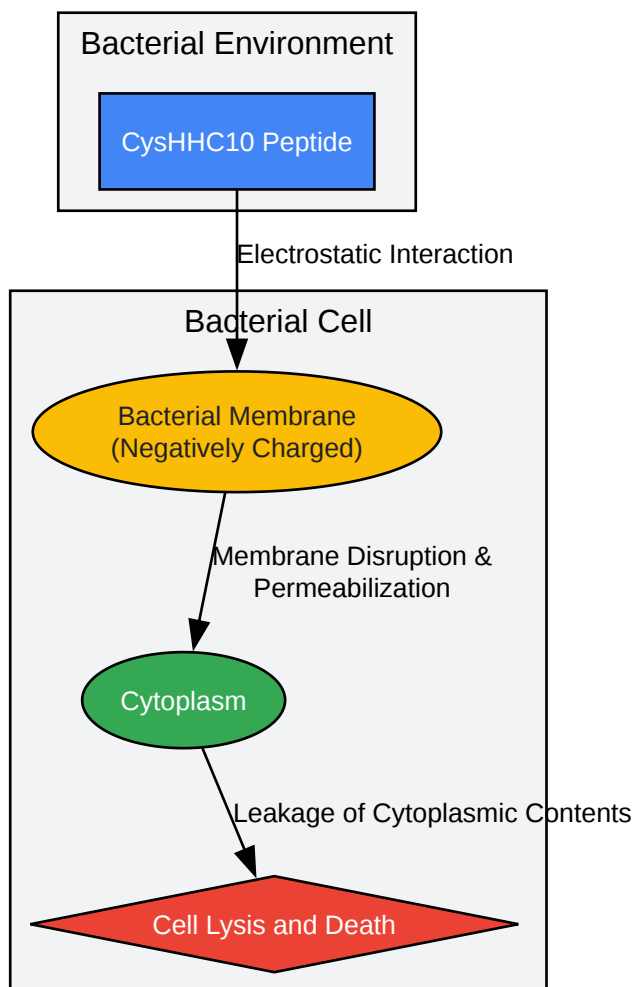 Bacterial Environment
CysHHC10 Peptide
Electrostatic Interaction
Bacterial Cell
Bacterial Membrane
(Negatively Charged)
Membrane Disruption &
Permeabilization
Cytoplasm
Leakage of Cytoplasmic Contents
Cell Lysis and Death